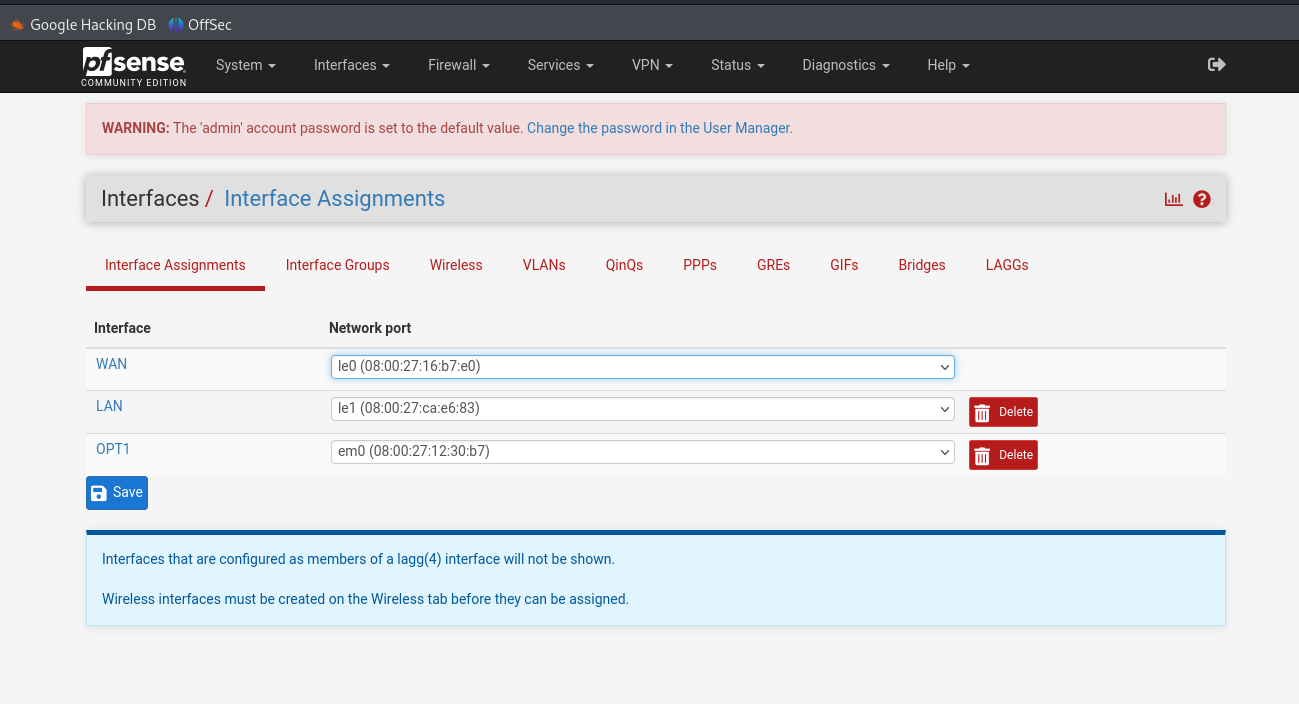 Google Hacking DB OffSec
pfsense System Interfaces Firewall Services VPN Status Diagnostics Help
COMMUNITY EDITION
WARNING: The 'admin' account password is set to the default value. Change the password in the User Manager.
Interfaces / Interface Assignments
Interface Assignments Interface Groups Wireless VLANs QinQs PPPs GREs GIFs Bridges LAGGs
Interface Network port
WAN le0 (08:00:27:16:b7:e0)
LAN le1 (08:00:27:ca:e6:83) Delete
OPT1 em0 (08:00:27:12:30:b7) Delete
Save
Interfaces that are configured as members of a lagg(4) interface will not be shown.
Wireless interfaces must be created on the Wireless tab before they can be assigned.